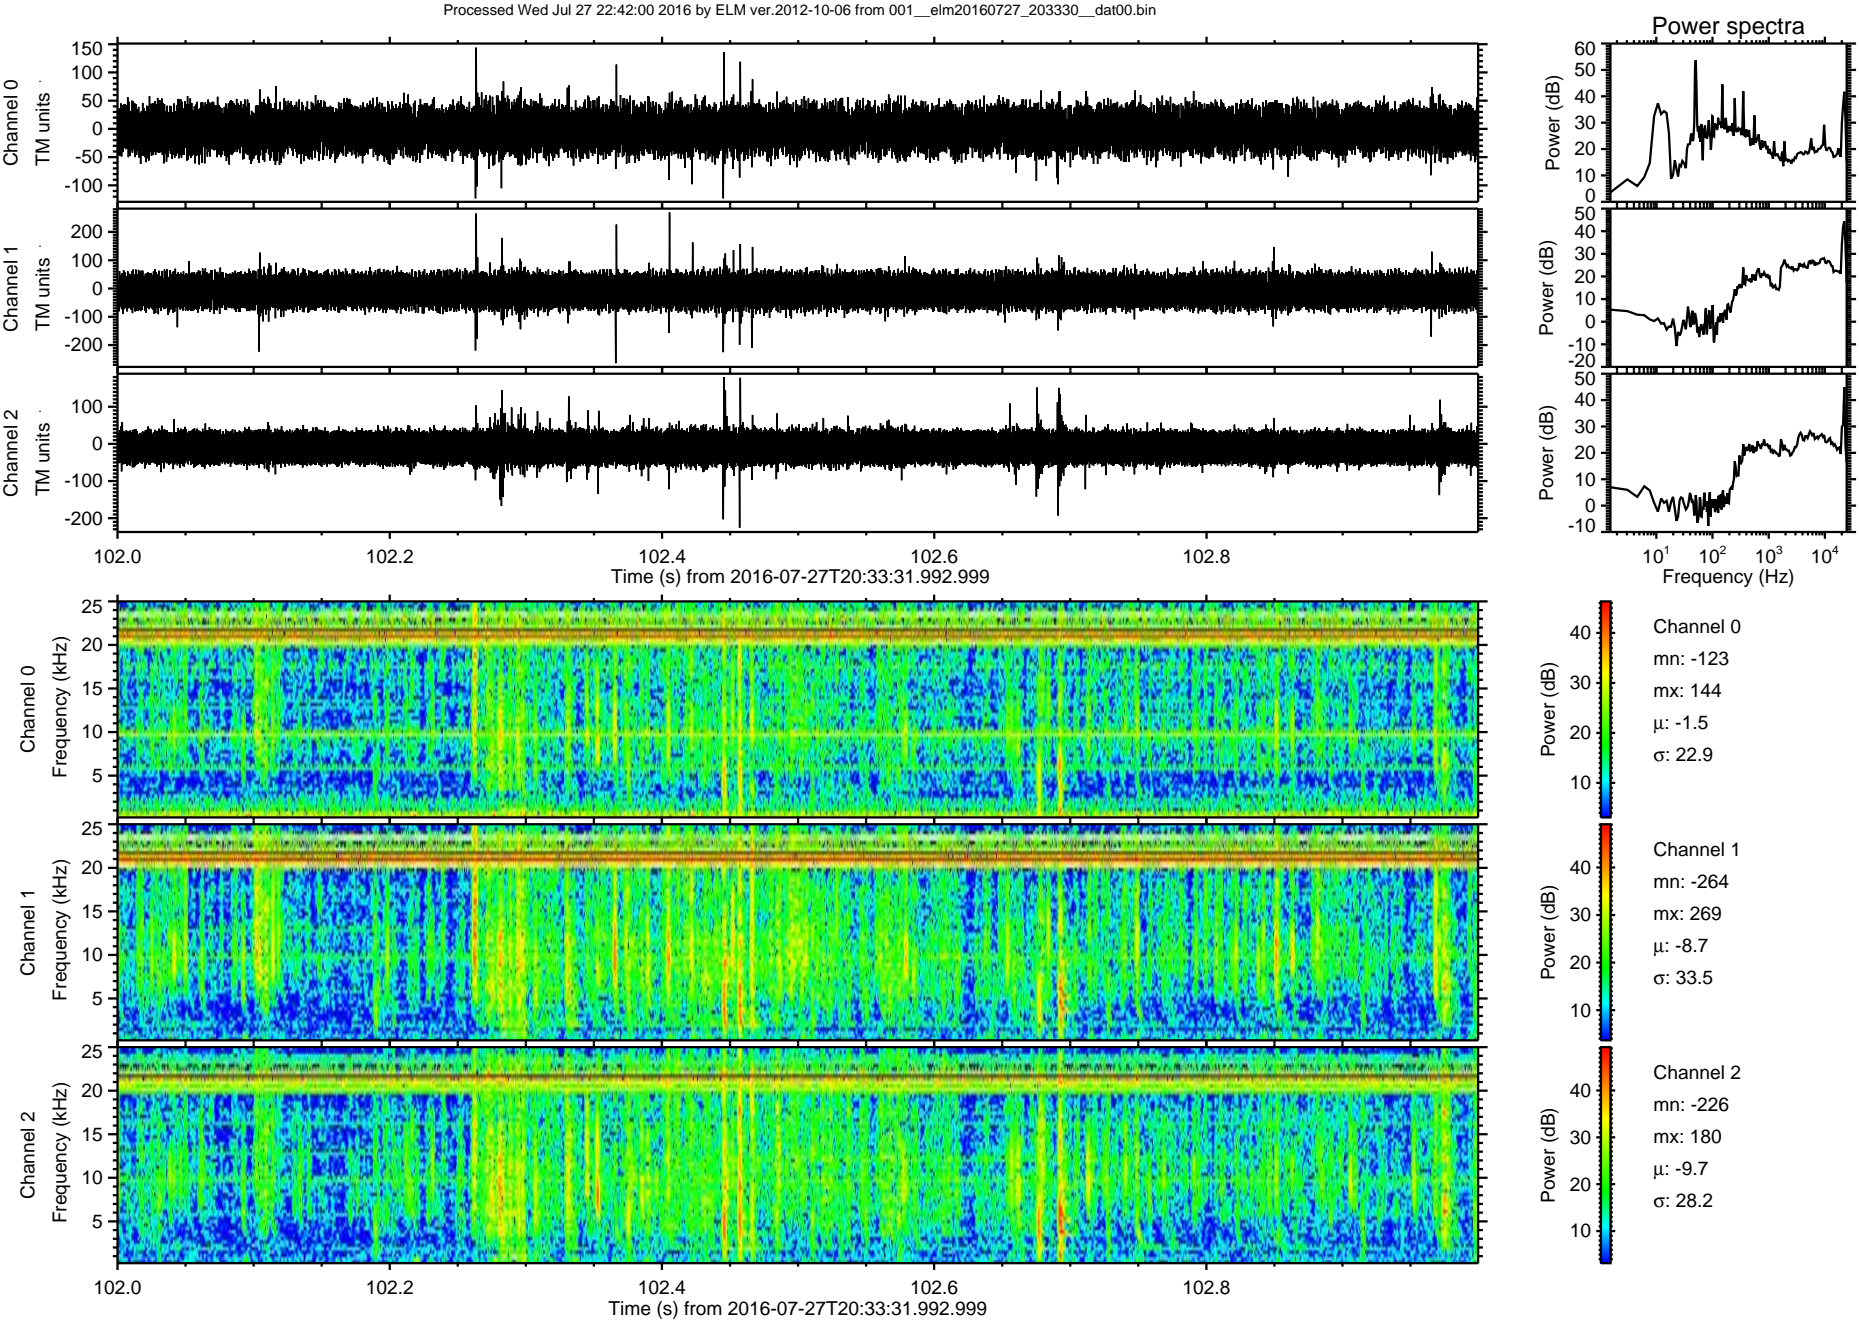 Processed Wed Jul 27 22:42:00 2016 by ELM ver.2012-10-06 from 001__elm20160727_203330__dat00.bin
Power spectra
Channel 0
TM units
150
100
50
0
-50
-100
Power (dB)
60
50
40
30
20
10
0
Channel 1
TM units
200
100
0
-100
-200
Power (dB)
50
40
30
20
10
0
-10
-20
Channel 2
TM units
100
0
-100
-200
Power (dB)
50
40
30
20
10
0
-10
102.0 102.2 102.4 102.6 102.8
Time (s) from 2016-07-27T20:33:31.992.999
10¹ 10² 10³ 10⁴
Frequency (Hz)
Channel 0
Frequency (kHz)
25
20
15
10
5
Power (dB)
40
30
20
10
Channel 0
mn: -123
mx: 144
µ: -1.5
σ: 22.9
Channel 1
Frequency (kHz)
25
20
15
10
5
Power (dB)
40
30
20
10
Channel 1
mn: -264
mx: 269
µ: -8.7
σ: 33.5
Channel 2
Frequency (kHz)
25
20
15
10
5
Power (dB)
40
30
20
10
Channel 2
mn: -226
mx: 180
µ: -9.7
σ: 28.2
102.0 102.2 102.4 102.6 102.8
Time (s) from 2016-07-27T20:33:31.992.999